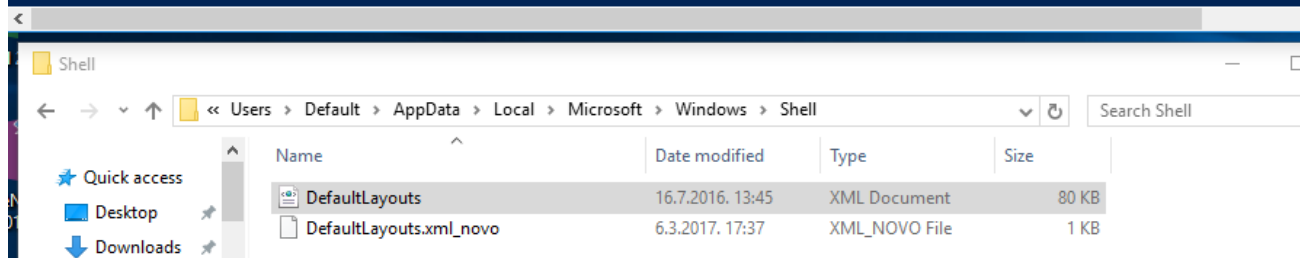 Shell
« Users > Default > AppData > Local > Microsoft > Windows > Shell
Search Shell
Name Date modified Type Size
Quick access
DefaultLayouts 16.7.2016. 13:45 XML Document 80 KB
Desktop
DefaultLayouts.xml_novo 6.3.2017. 17:37 XML_NOVO File 1 KB
Downloads